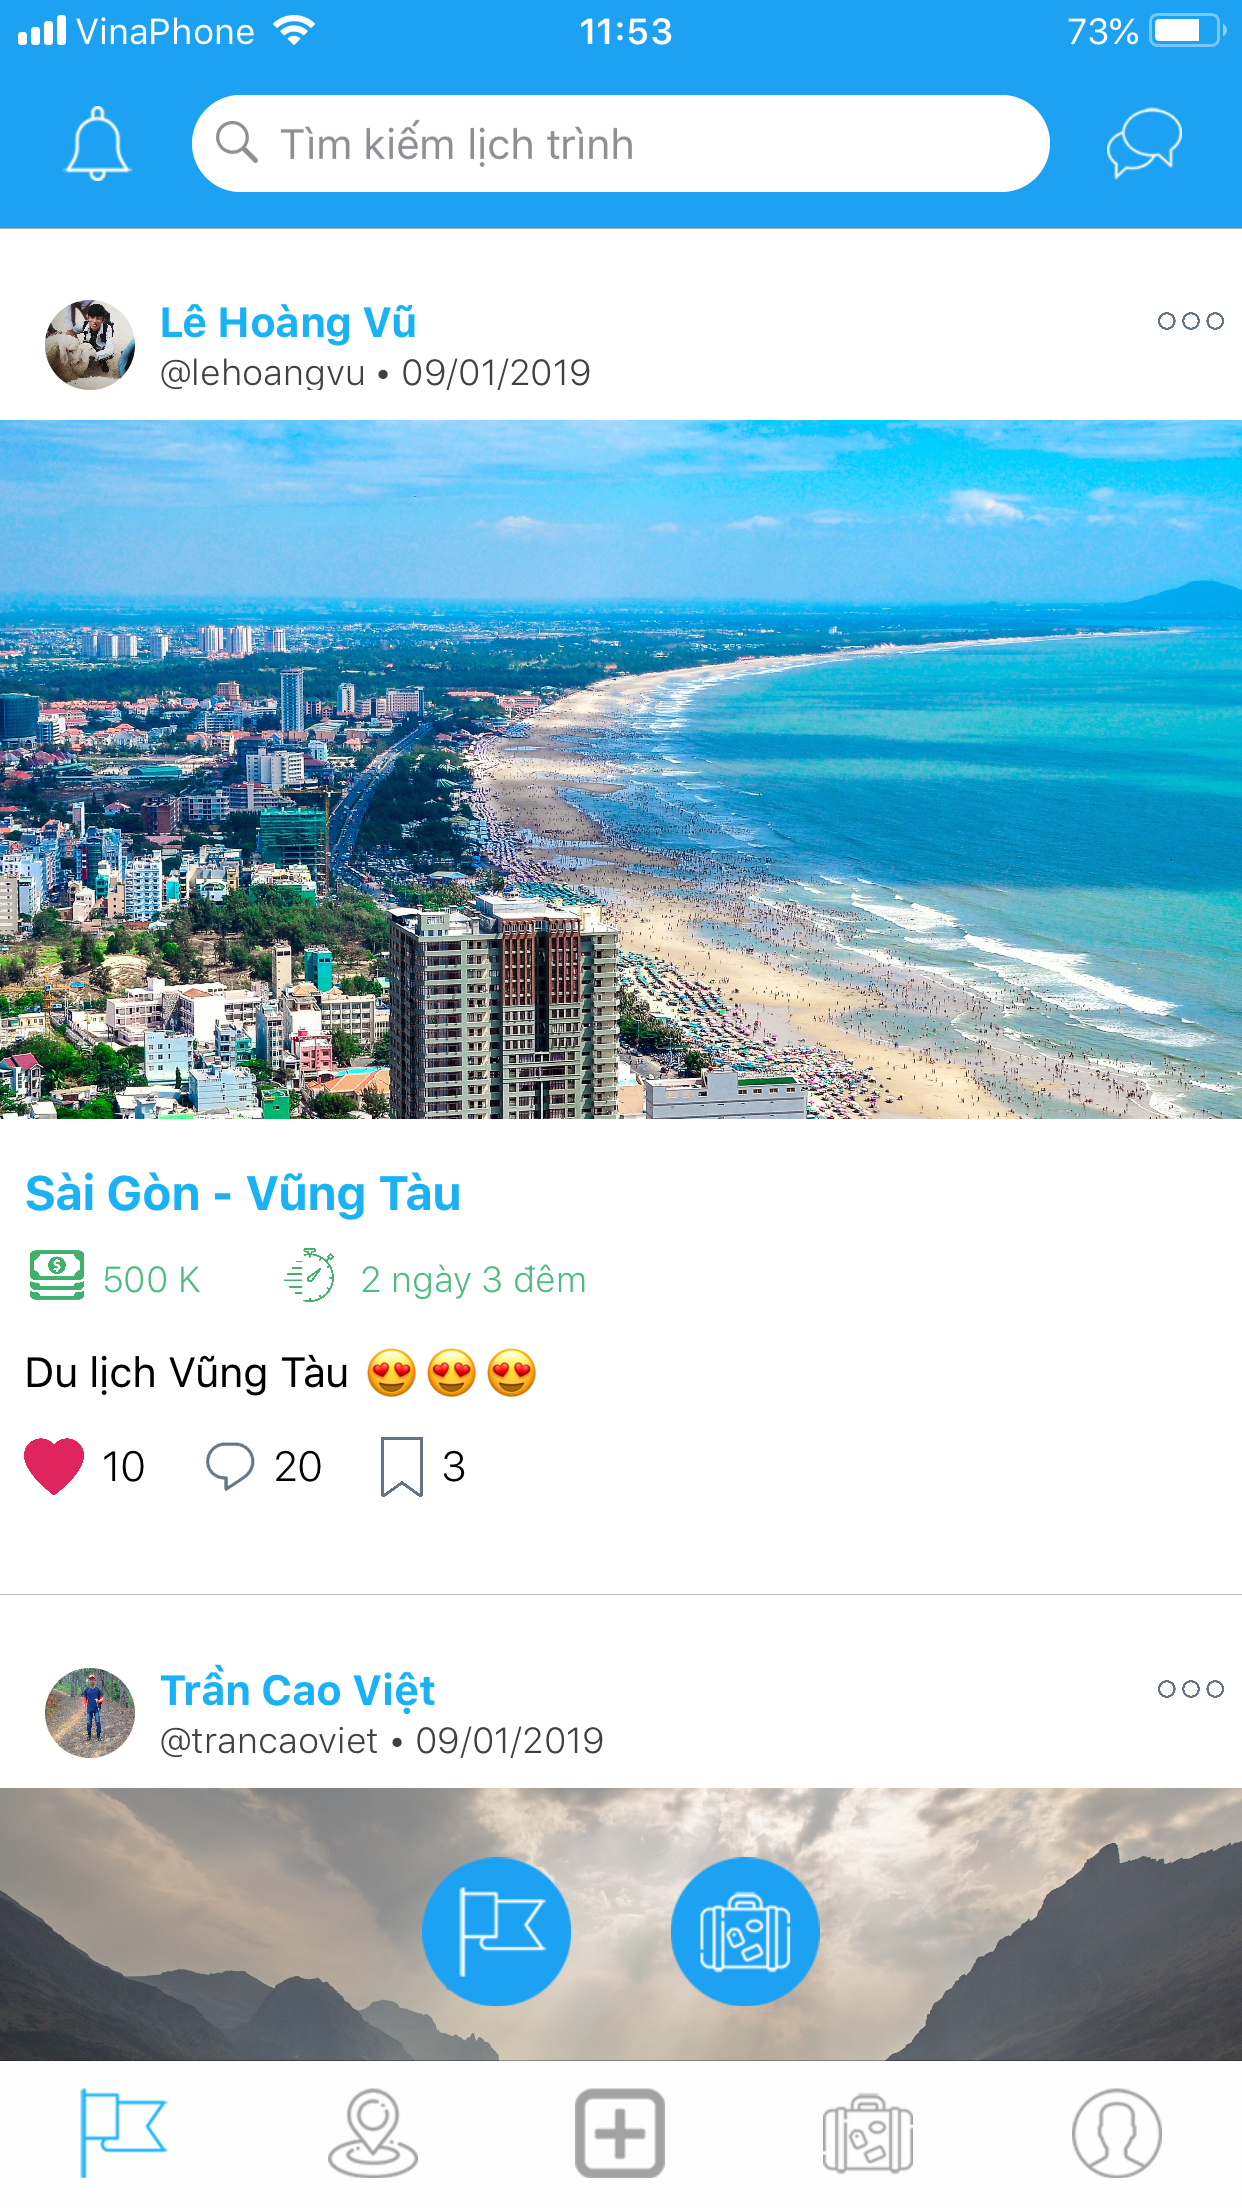 VinaPhone 11:53 73%
Tìm kiếm lịch trình
Lê Hoàng Vũ
@lehoangvu • 09/01/2019
Sài Gòn - Vũng Tàu
500 K 2 ngày 3 đêm
Du lịch Vũng Tàu 😍😍😍
10 20 3
Trần Cao Việt
@trancaoviet • 09/01/2019